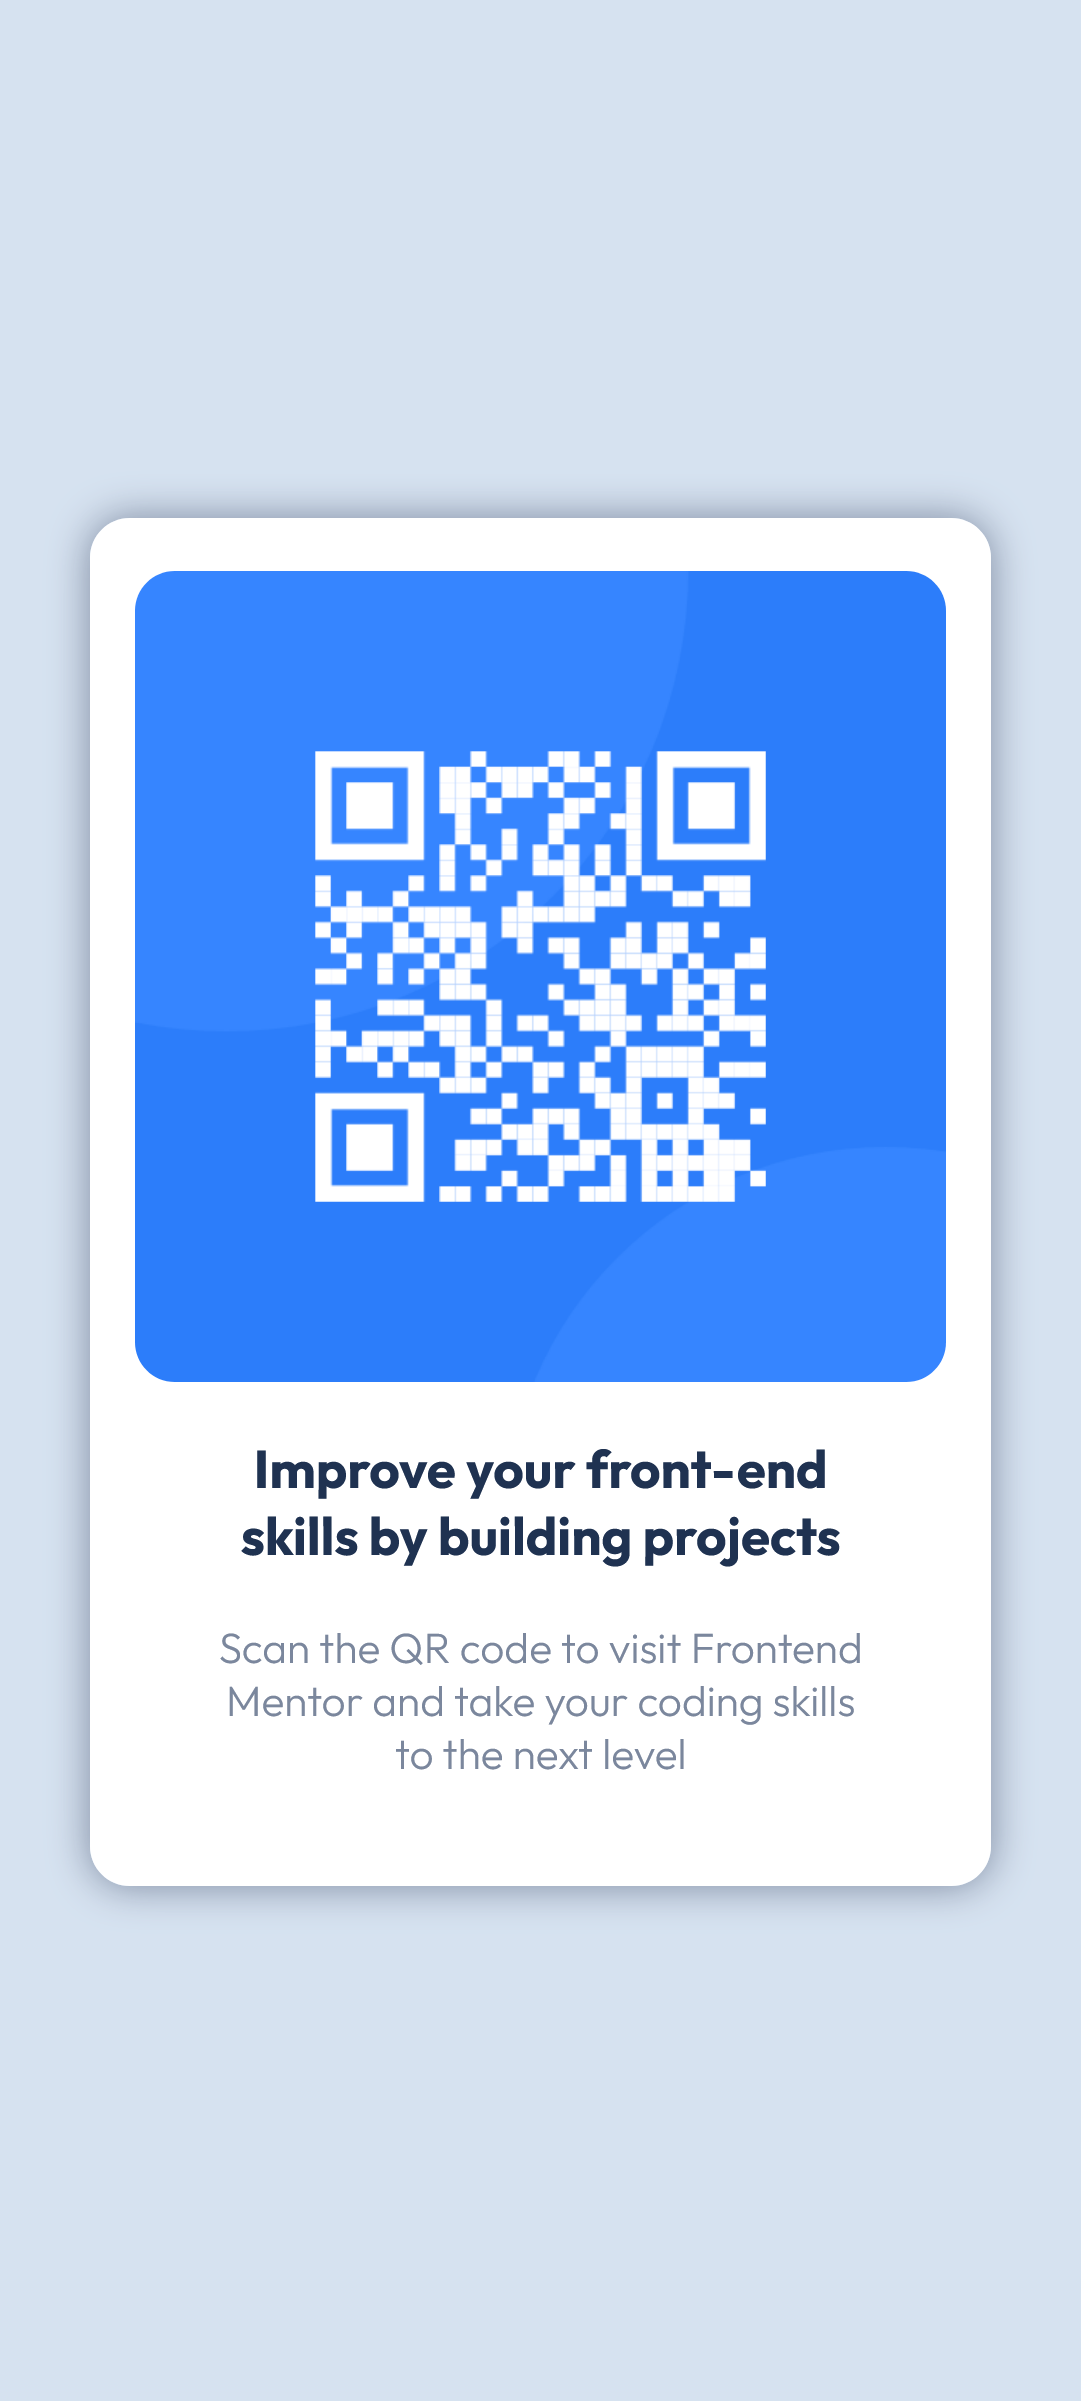 Improve your front-end
skills by building projects
Scan the QR code to visit Frontend
Mentor and take your coding skills
to the next level